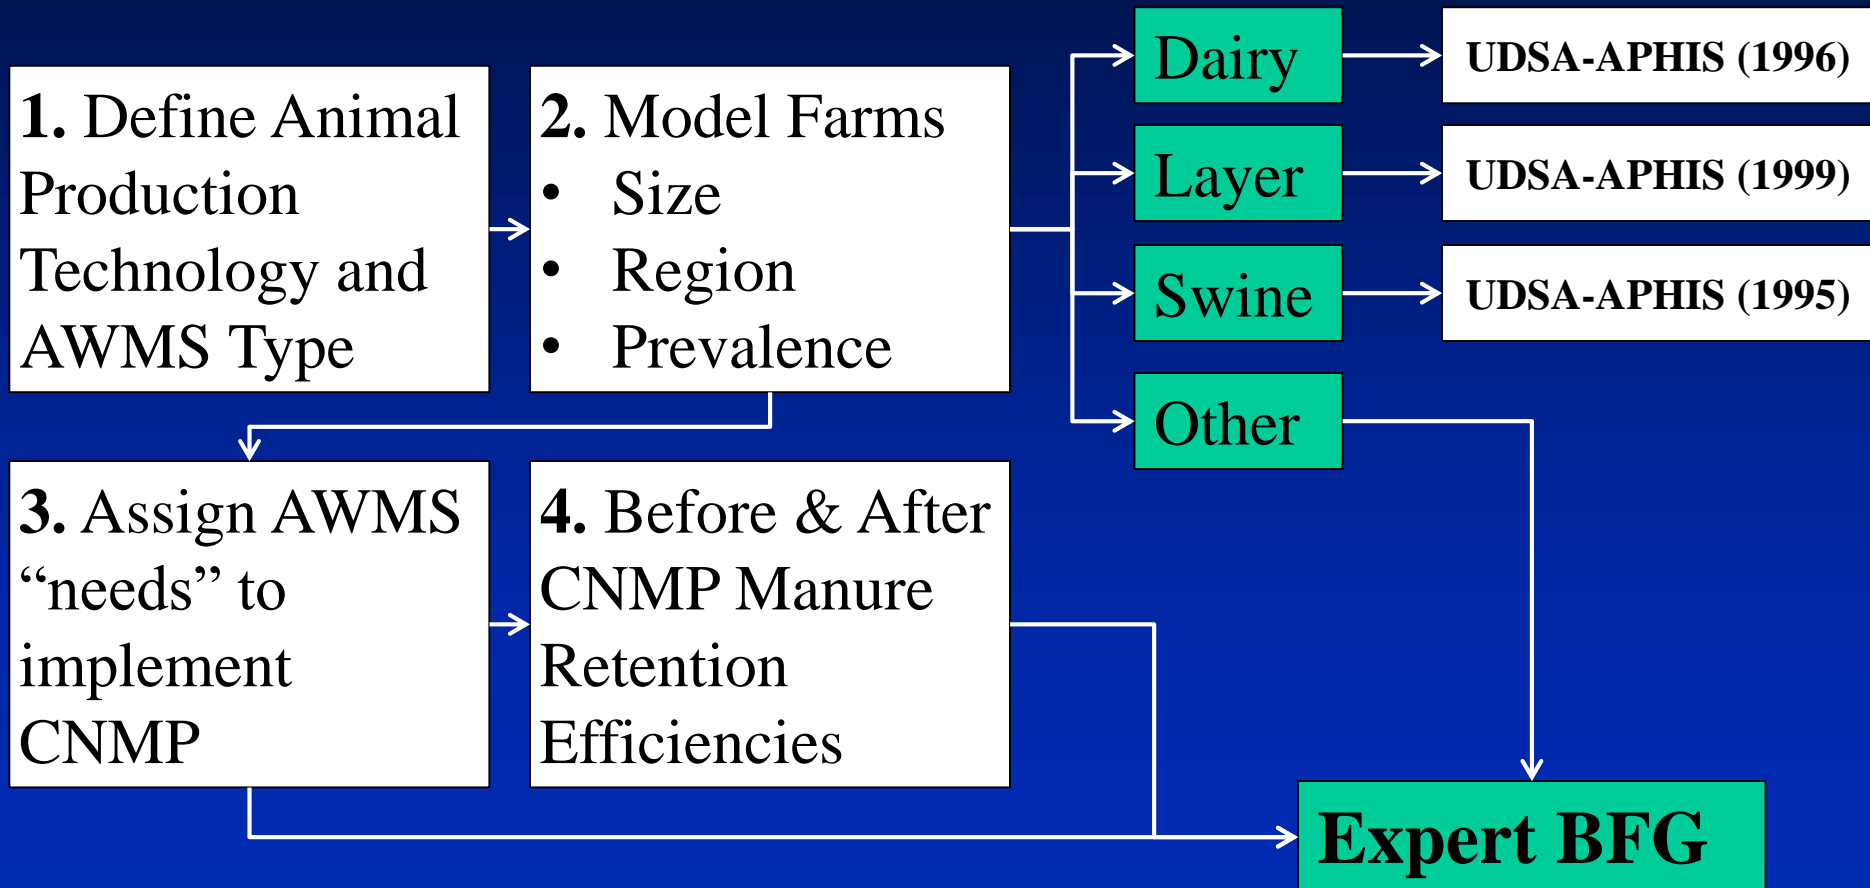 1. Define Animal
Production
Technology and
AWMS Type
2. Model Farms
• Size
• Region
• Prevalence
Dairy
UDSA-APHIS (1996)
Layer
UDSA-APHIS (1999)
Swine
UDSA-APHIS (1995)
Other
3. Assign AWMS
“needs” to
implement
CNMP
4. Before & After
CNMP Manure
Retention
Efficiencies
Expert BFG